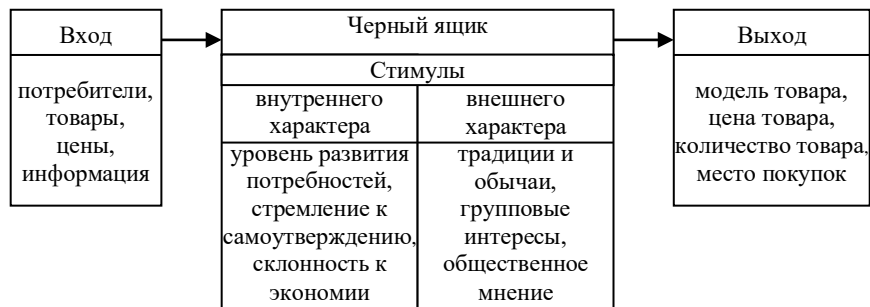 Вход
потребители,
товары,
цены,
информация
Черный ящик
Стимулы
внутреннего
характера
уровень развития
потребностей,
стремление к
самоутверждению,
склонность к
экономии
внешнего
характера
традиции и
обычаи,
групповые
интересы,
общественное
мнение
Выход
модель товара,
цена товара,
количество товара,
место покупок